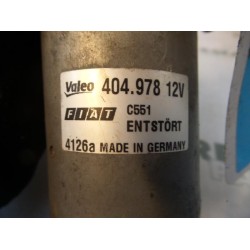 Valeo 404.978 12V
FIAT C551
ENTSTÖRT
4126a MADE IN GERMANY